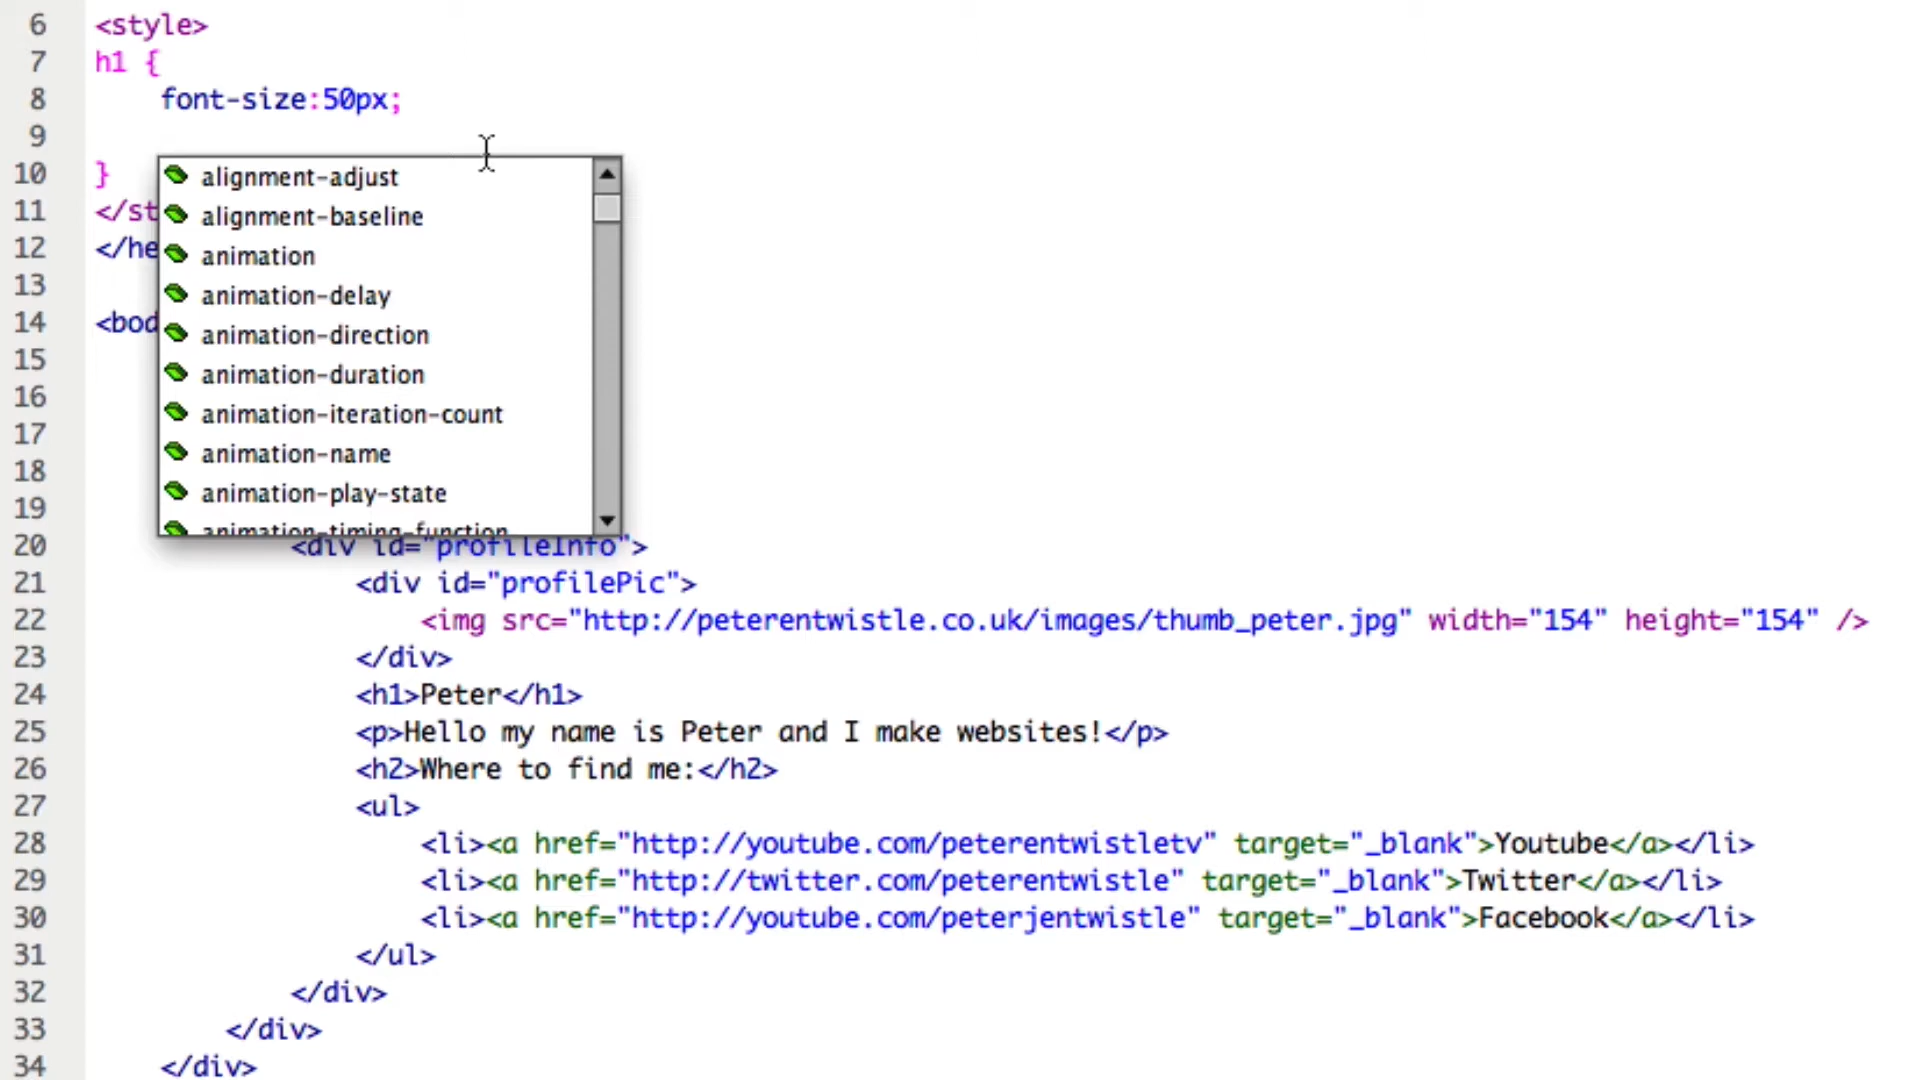 6 <style>
7 h1 {
8 font-size:50px;
9
10 }
11 </st
12 </he
13
14 <bod
15
16
17
18
19
alignment-adjust
alignment-baseline
animation
animation-delay
animation-direction
animation-duration
animation-iteration-count
animation-name
animation-play-state
animation-timing-function
20 <div id="profileInfo">
21 <div id="profilePic">
22 <img src="http://peterentwistle.co.uk/images/thumb_peter.jpg" width="154" height="154" />
23 </div>
24 <h1>Peter</h1>
25 <p>Hello my name is Peter and I make websites!</p>
26 <h2>Where to find me:</h2>
27 <ul>
28 <li><a href="http://youtube.com/peterentwistletv" target="_blank">Youtube</a></li>
29 <li><a href="http://twitter.com/peterentwistle" target="_blank">Twitter</a></li>
30 <li><a href="http://youtube.com/peterjentwistle" target="_blank">Facebook</a></li>
31 </ul>
32 </div>
33 </div>
34 </div>